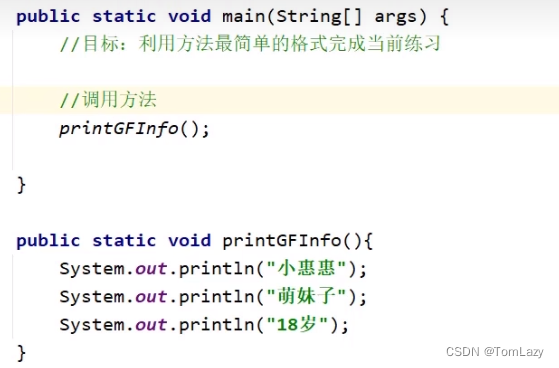 public static void main(String[] args) {
//目标：利用方法最简单的格式完成当前练习
//调用方法
printGFInfo();
}
public static void printGFInfo(){
System.out.println("小惠惠");
System.out.println("萌妹子");
System.out.println("18岁");
}
CSDN @TomLazy